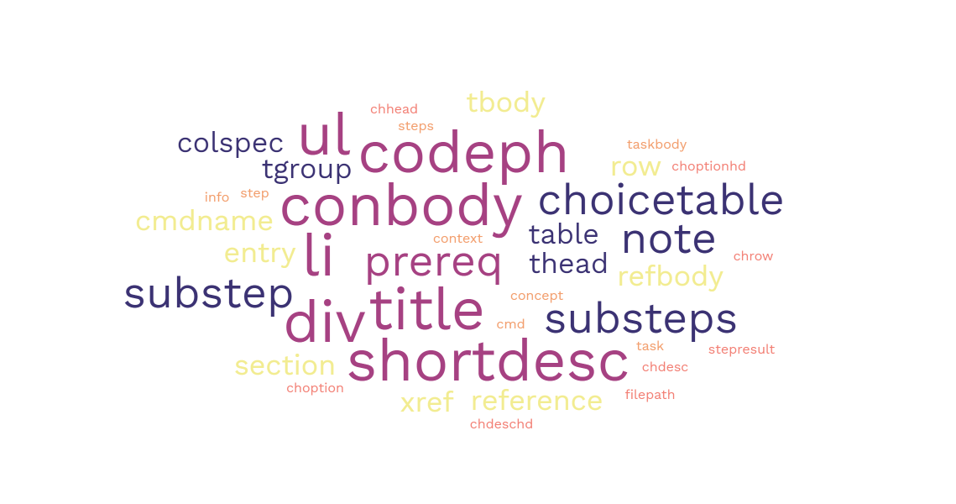 tbody
chhead
steps
ul
colspec
codeph
taskbody
tgroup
row
choptionhd
info
step
conbody
choicetable
cmdname
context
table
note
entry
li
prereq
thead
chrow
refbody
substep
concept
title
div
cmd
substeps
task
stepresult
section
shortdesc
chdesc
choption
filepath
xref
reference
chdeschd